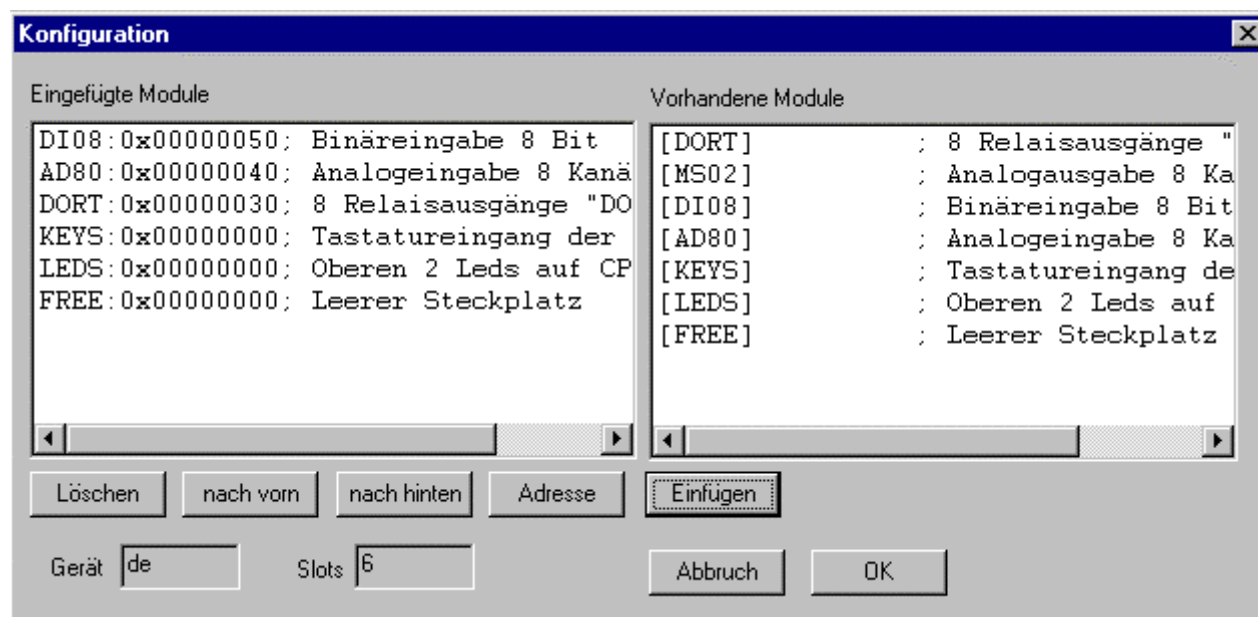 Konfiguration
Eingefügte Module
DI08:0x00000050; Binäreingabe 8 Bit
AD80:0x00000040; Analogeingabe 8 Kanä
DORT:0x00000030; 8 Relaisausgänge "DO
KEYS:0x00000000; Tastatureingang der
LEDS:0x00000000; Oberen 2 Leds auf CP
FREE:0x00000000; Leerer Steckplatz
Vorhandene Module
[DORT] ; 8 Relaisausgänge "
[MS02] ; Analogausgabe 8 Ka
[DI08] ; Binäreingabe 8 Bit
[AD80] ; Analogeingabe 8 Ka
[KEYS] ; Tastatureingang de
[LEDS] ; Oberen 2 Leds auf
[FREE] ; Leerer Steckplatz
Löschen nach vorn nach hinten Adresse Einfügen
Gerät de Slots 6 Abbruch OK